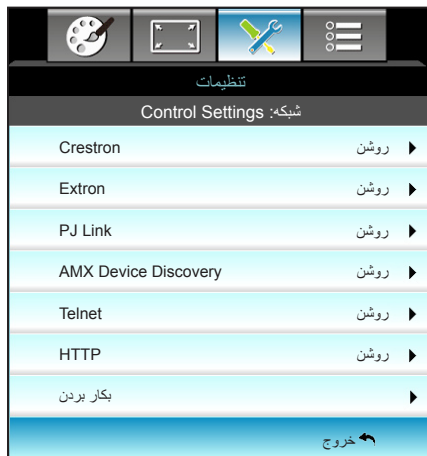 تنظیمات
شبکه: Control Settings
Crestron روشن
Extron روشن
PJ Link روشن
AMX Device Discovery روشن
Telnet روشن
HTTP روشن
بکار بردن
خروج